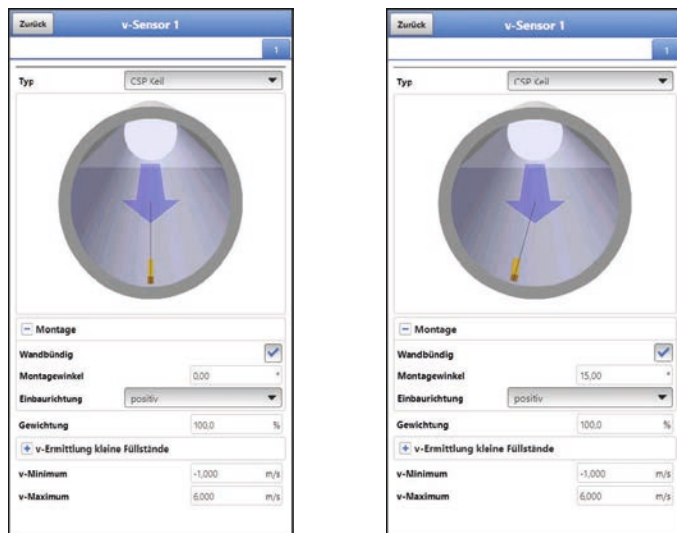 Zurück v-Sensor 1
1
Typ CSP Keil
Montage
Wandbündig
Montagewinkel 0,00 °
Einbaurichtung positiv
Gewichtung 100,0 %
v-Ermittlung kleine Füllstände
v-Minimum -1,000 m/s
v-Maximum 6,000 m/s
Zurück v-Sensor 1
1
Typ CSP Keil
Montage
Wandbündig
Montagewinkel 15,00 °
Einbaurichtung positiv
Gewichtung 100,0 %
v-Ermittlung kleine Füllstände
v-Minimum -1,000 m/s
v-Maximum 6,000 m/s